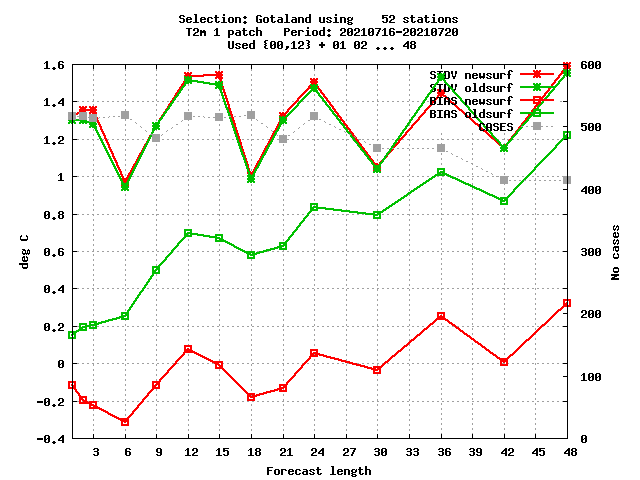 Selection: Gotaland using    52 stations
T2m 1 patch   Period: 20210716-20210720
Used {00,12} + 01 02 ... 48
STDV newsurf
STDV oldsurf
BIAS newsurf
BIAS oldsurf
CASES
deg C
1.6
1.4
1.2
1
0.8
0.6
0.4
0.2
0
-0.2
-0.4
No cases
600
500
400
300
200
100
0
3 6 9 12 15 18 21 24 27 30 33 36 39 42 45 48
Forecast length